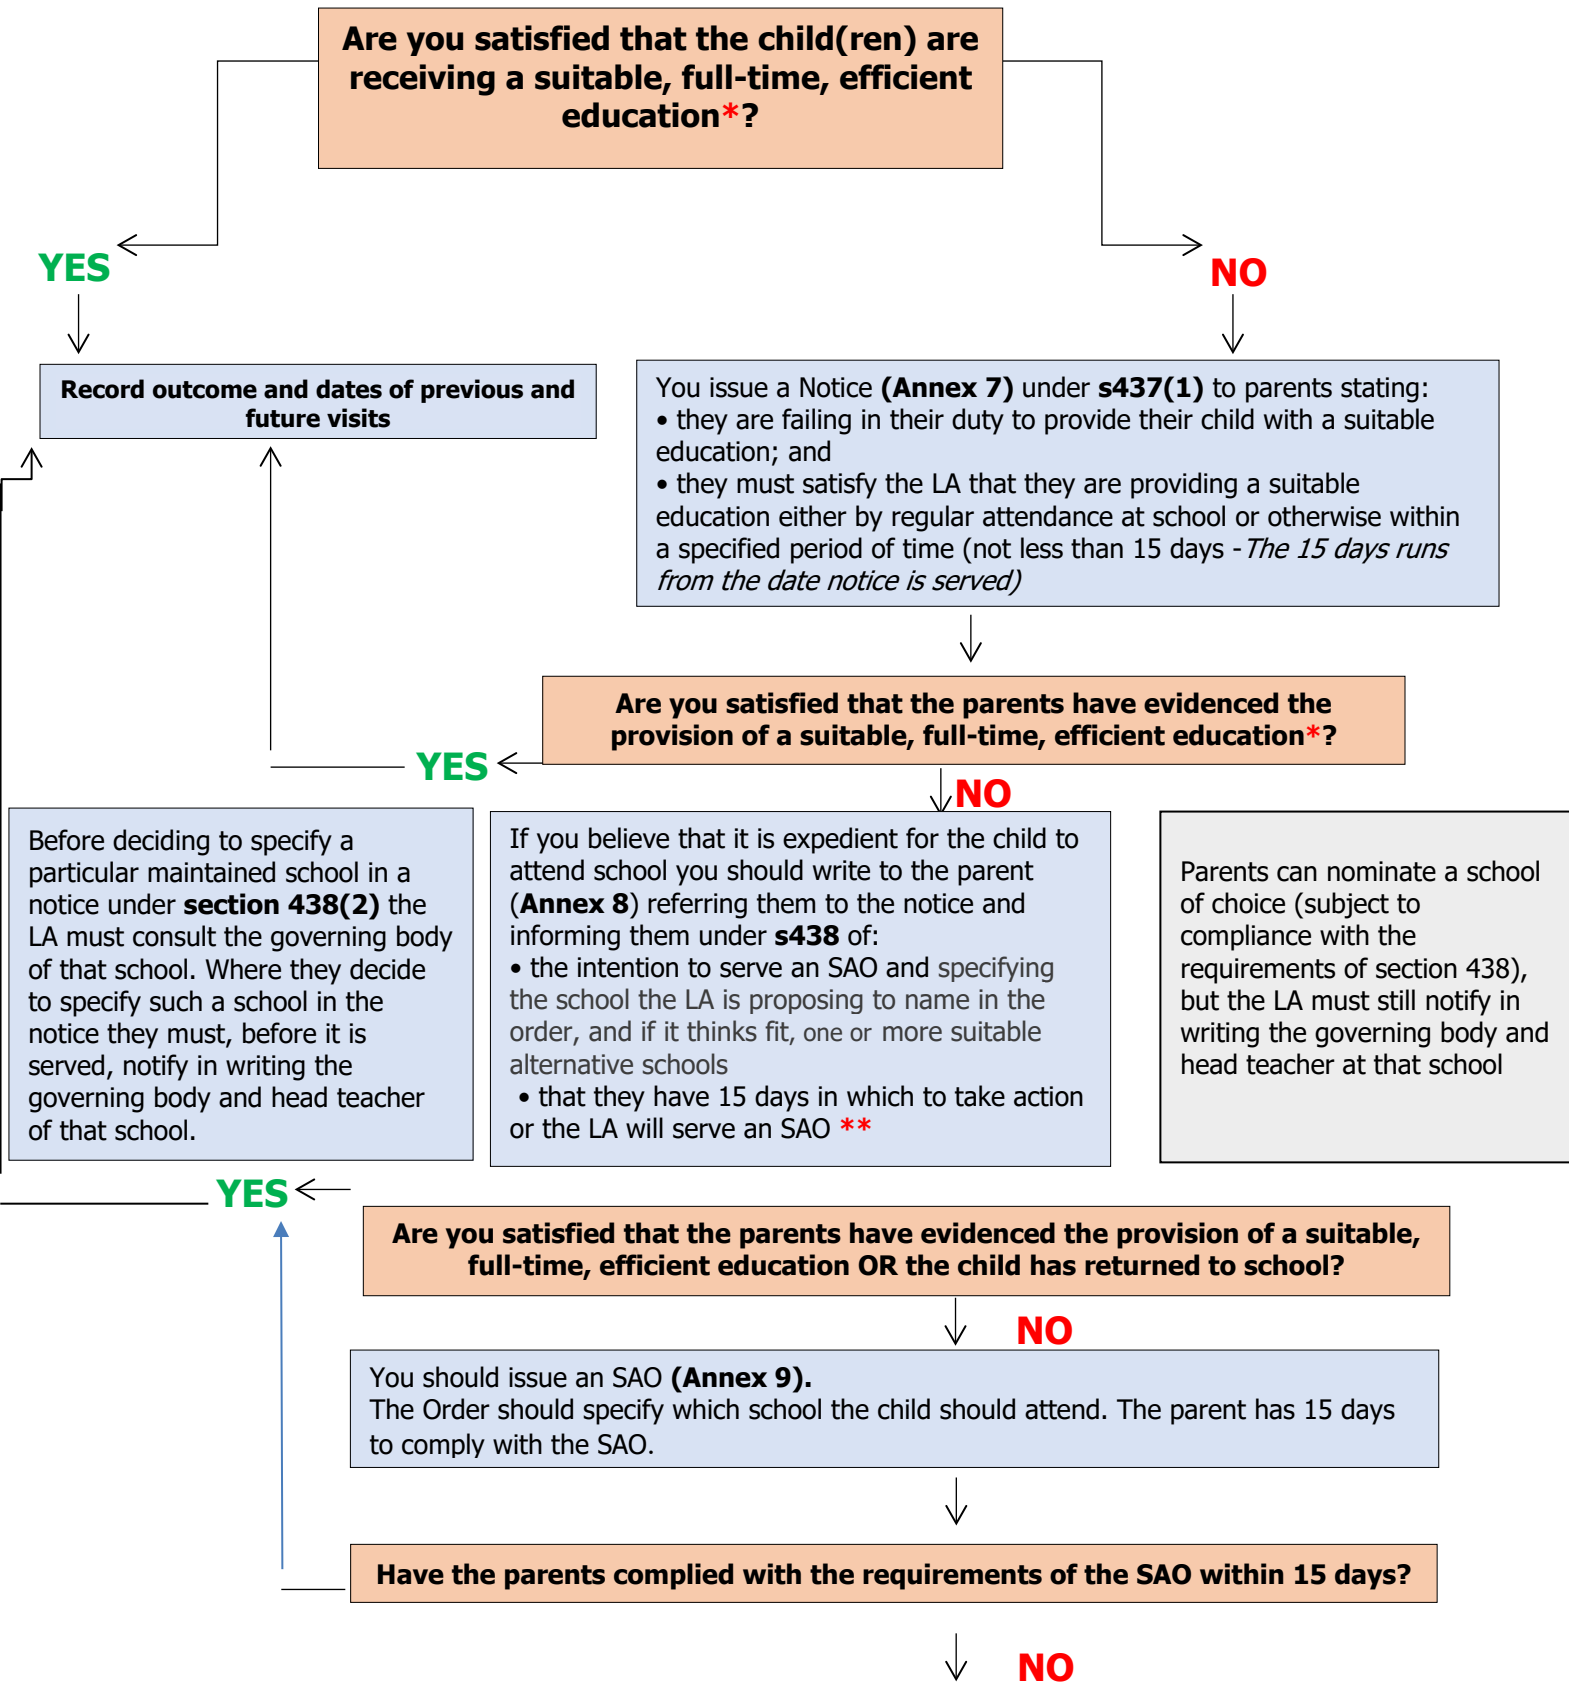 Are you satisfied that the child(ren) are
receiving a suitable, full-time, efficient
education*?
YES
NO
Record outcome and dates of previous and
future visits
You issue a Notice (Annex 7) under s437(1) to parents stating:
• they are failing in their duty to provide their child with a suitable
education; and
• they must satisfy the LA that they are providing a suitable
education either by regular attendance at school or otherwise within
a specified period of time (not less than 15 days -The 15 days runs
from the date notice is served)
Are you satisfied that the parents have evidenced the
provision of a suitable, full-time, efficient education*?
YES
NO
Before deciding to specify a
particular maintained school in a
notice under section 438(2) the
LA must consult the governing body
of that school. Where they decide
to specify such a school in the
notice they must, before it is
served, notify in writing the
governing body and head teacher
of that school.
If you believe that it is expedient for the child to
attend school you should write to the parent
(Annex 8) referring them to the notice and
informing them under s438 of:
• the intention to serve an SAO and specifying
the school the LA is proposing to name in the
order, and if it thinks fit, one or more suitable
alternative schools
• that they have 15 days in which to take action
or the LA will serve an SAO **
Parents can nominate a school
of choice (subject to
compliance with the
requirements of section 438),
but the LA must still notify in
writing the governing body and
head teacher at that school
YES
Are you satisfied that the parents have evidenced the provision of a suitable,
full-time, efficient education OR the child has returned to school?
NO
You should issue an SAO (Annex 9).
The Order should specify which school the child should attend. The parent has 15 days
to comply with the SAO.
Have the parents complied with the requirements of the SAO within 15 days?
NO